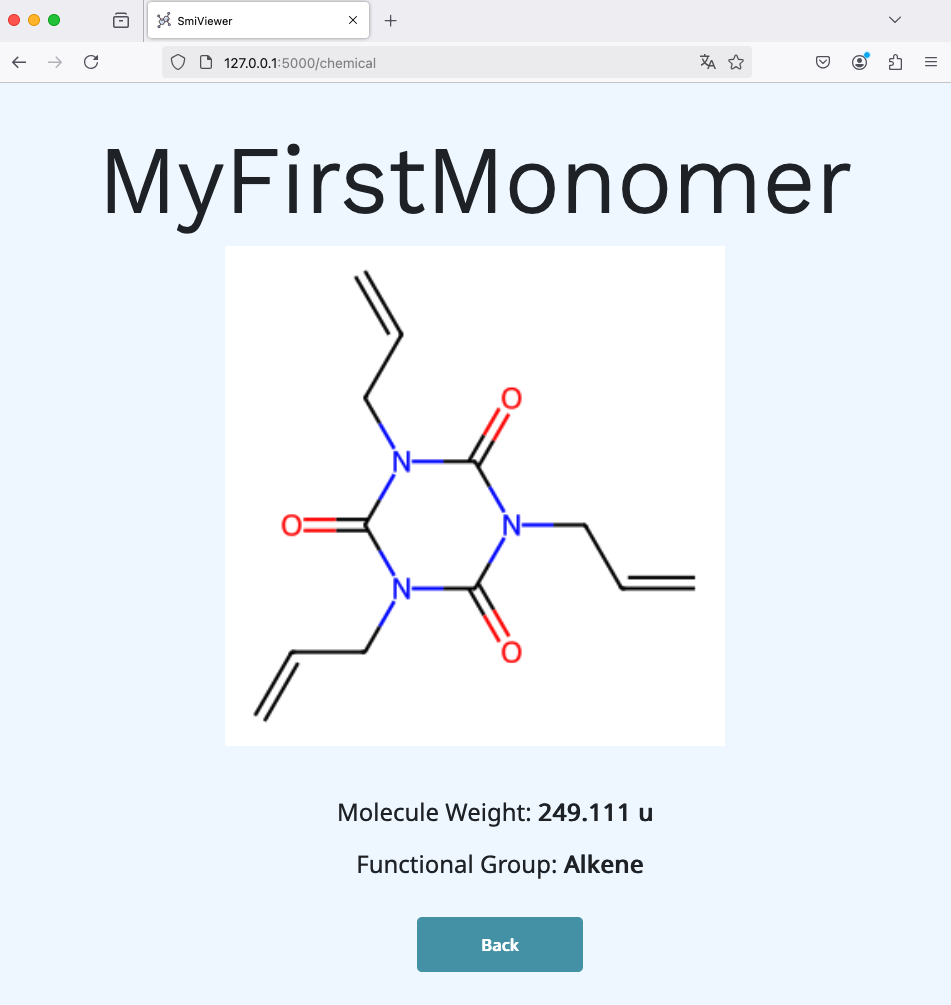 SmiViewer
127.0.0.1:5000/chemical
MyFirstMonomer
O
N
N
O
N
O
Molecule Weight: 249.111 u
Functional Group: Alkene
Back